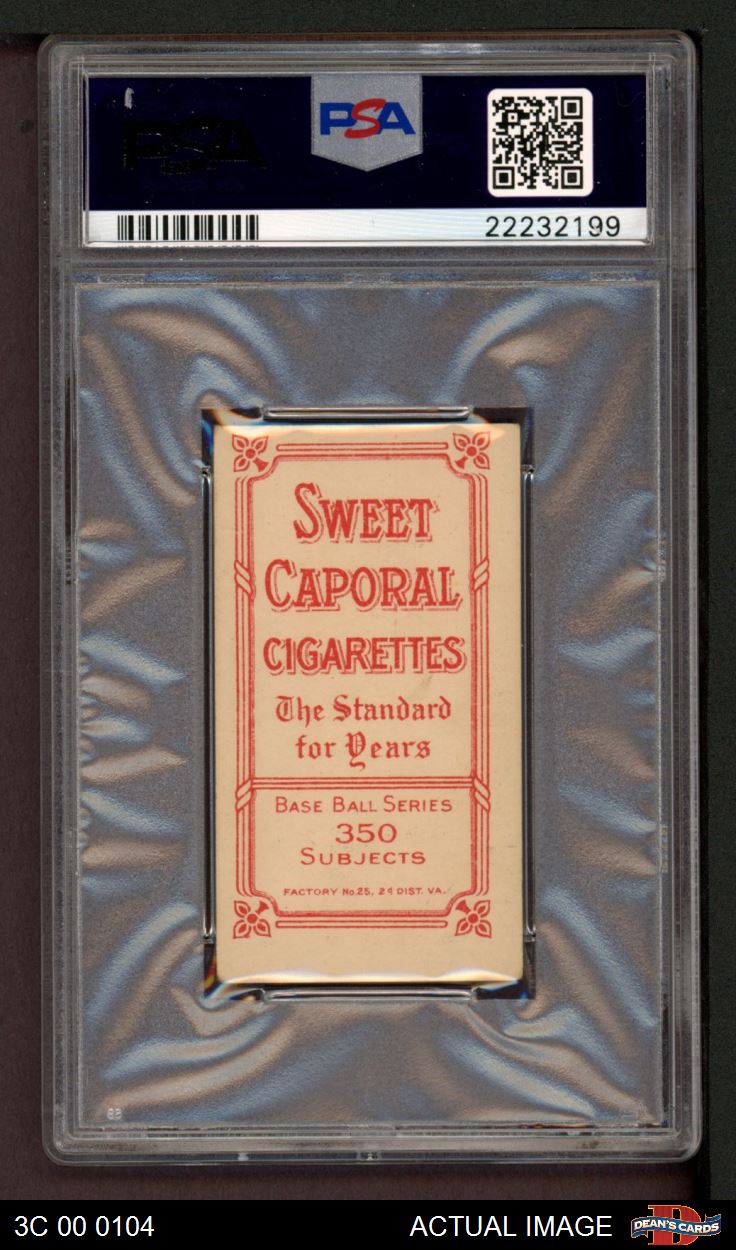 PSA
PSA
22232199
SWEET
CAPORAL
CIGARETTES
The Standard
for Years
BASE BALL SERIES
350
SUBJECTS
FACTORY No. 25, 2d DIST. VA.
83
3C 00 0104
ACTUAL IMAGE
DEAN'S CARDS